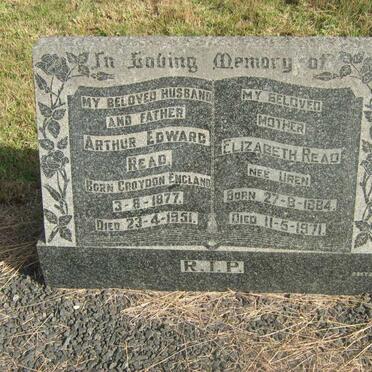 In Loving Memory of
MY BELOVED HUSBAND
AND FATHER
ARTHUR EDWARD
READ,
BORN CROYDON ENGLAND
3-8-1877.
DIED 23-4-1951.
MY BELOVED
MOTHER
ELIZABETH READ
NEE UREN
BORN 27-8-1884.
DIED 11-5-1971.
R.I.P.